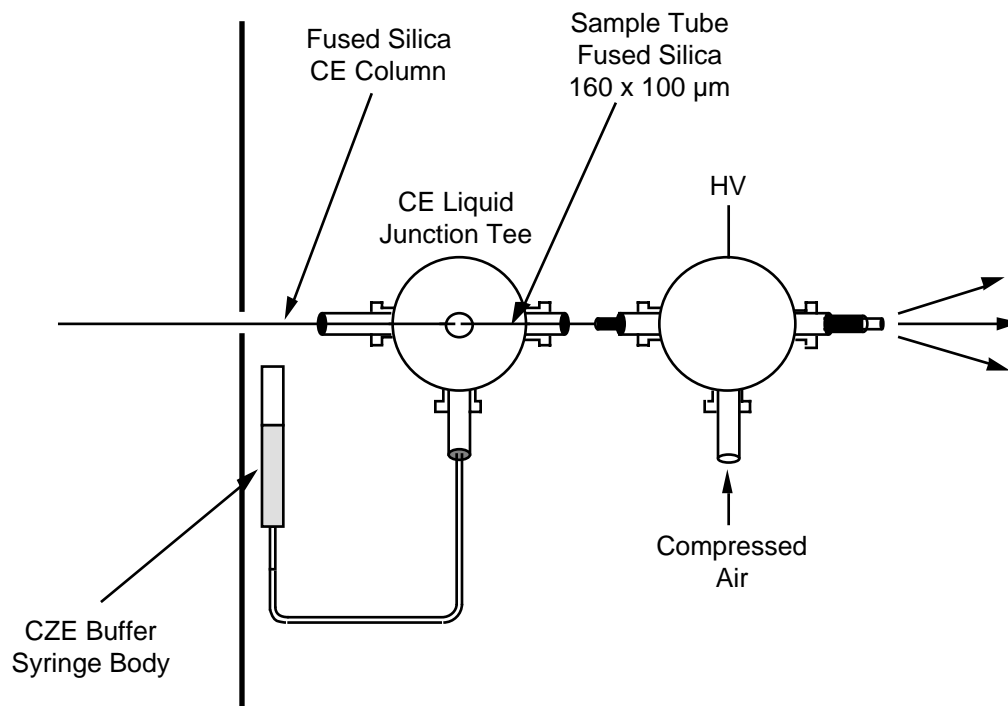 Fused Silica
CE Column
Sample Tube
Fused Silica
160 x 100 µm
CE Liquid
Junction Tee
HV
Compressed
Air
CZE Buffer
Syringe Body